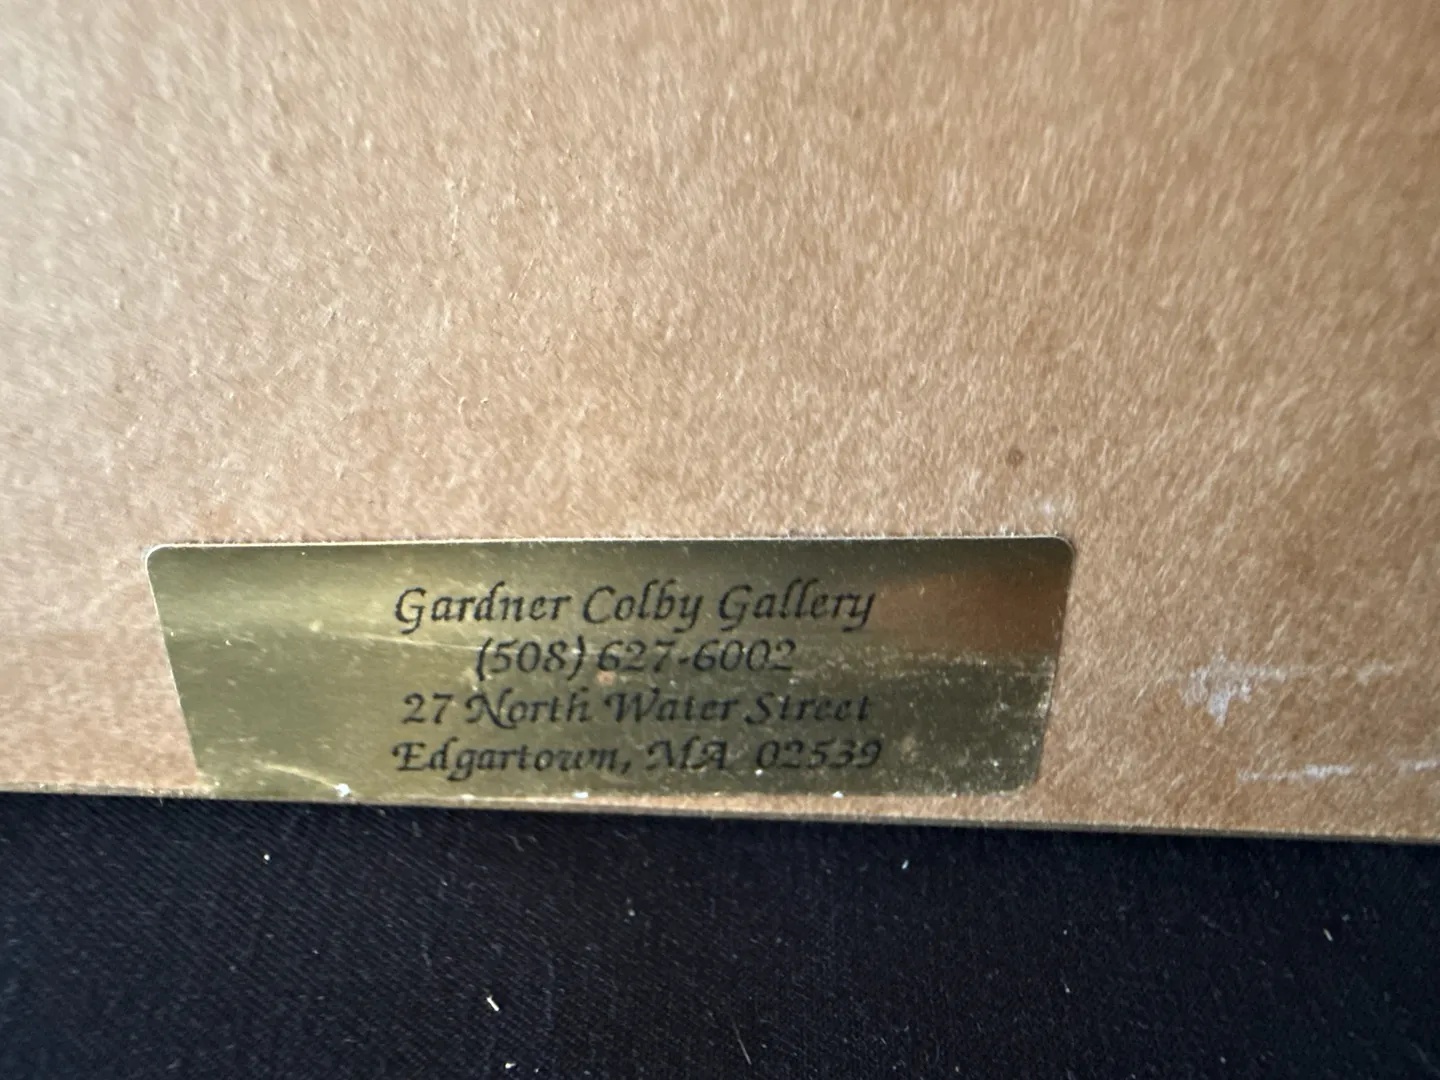 Gardner Colby Gallery
(508) 627-6002
27 North Water Street
Edgartown, MA 02539